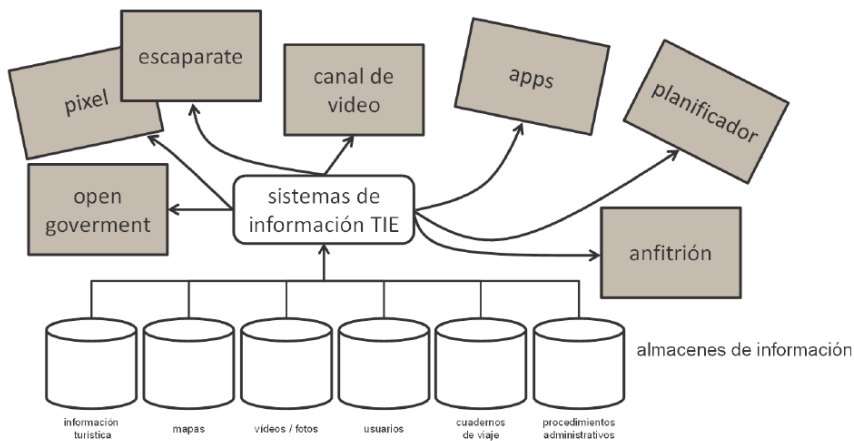 escaparate
pixel
canal de
video
apps
planificador
open
goverment
sistemas de
información TIE
anfitrión
almacenes de información
información
turística
mapas
vídeos / fotos
usuarios
cuadernos
de viaje
procedimientos
administrativos